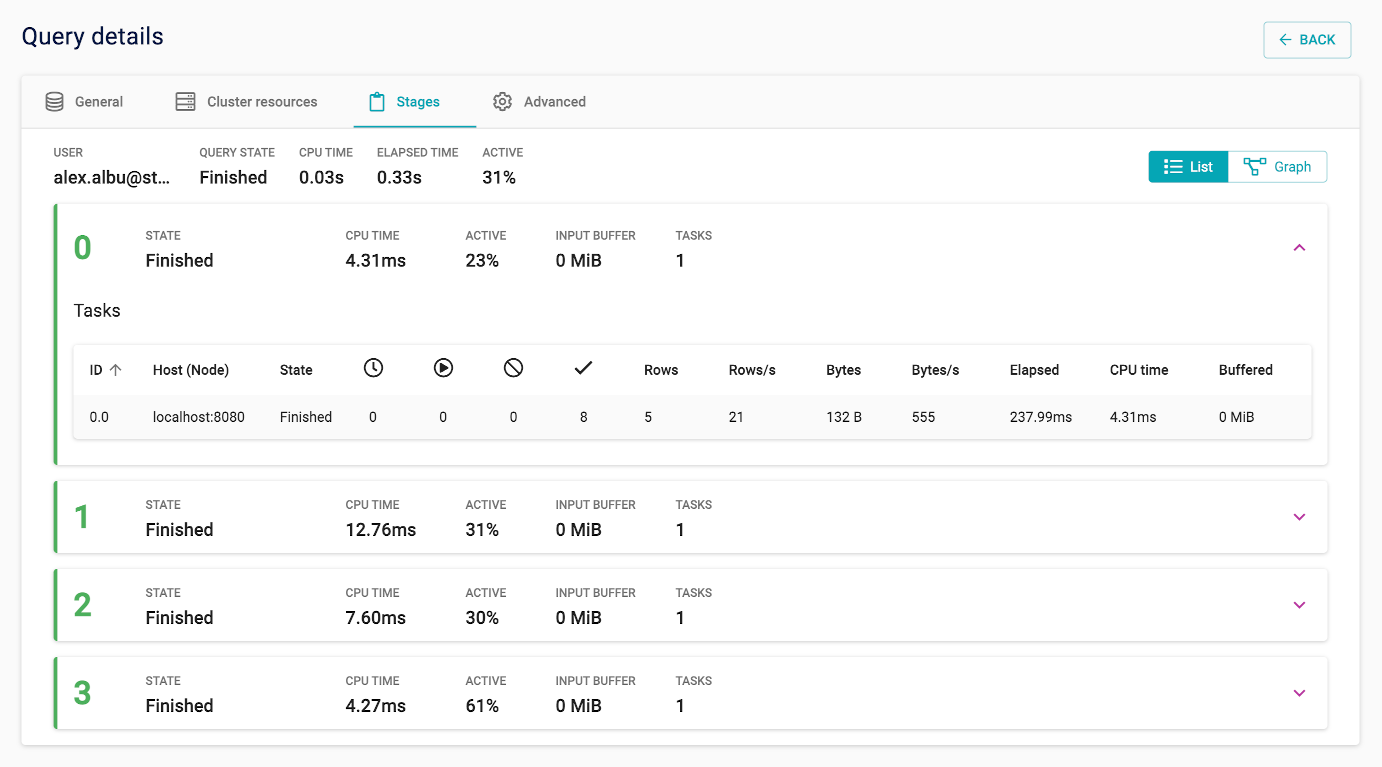 Query details
BACK
General Cluster resources Stages Advanced
USER QUERY STATE CPU TIME ELAPSED TIME ACTIVE
alex.albu@st... Finished 0.03s 0.33s 31%
List Graph
0
STATE CPU TIME ACTIVE INPUT BUFFER TASKS
Finished 4.31ms 23% 0 MiB 1
Tasks
ID Host (Node) State Rows Rows/s Bytes Bytes/s Elapsed CPU time Buffered
0.0 localhost:8080 Finished 0 0 0 8 5 21 132 B 555 237.99ms 4.31ms 0 MiB
1
STATE CPU TIME ACTIVE INPUT BUFFER TASKS
Finished 12.76ms 31% 0 MiB 1
2
STATE CPU TIME ACTIVE INPUT BUFFER TASKS
Finished 7.60ms 30% 0 MiB 1
3
STATE CPU TIME ACTIVE INPUT BUFFER TASKS
Finished 4.27ms 61% 0 MiB 1